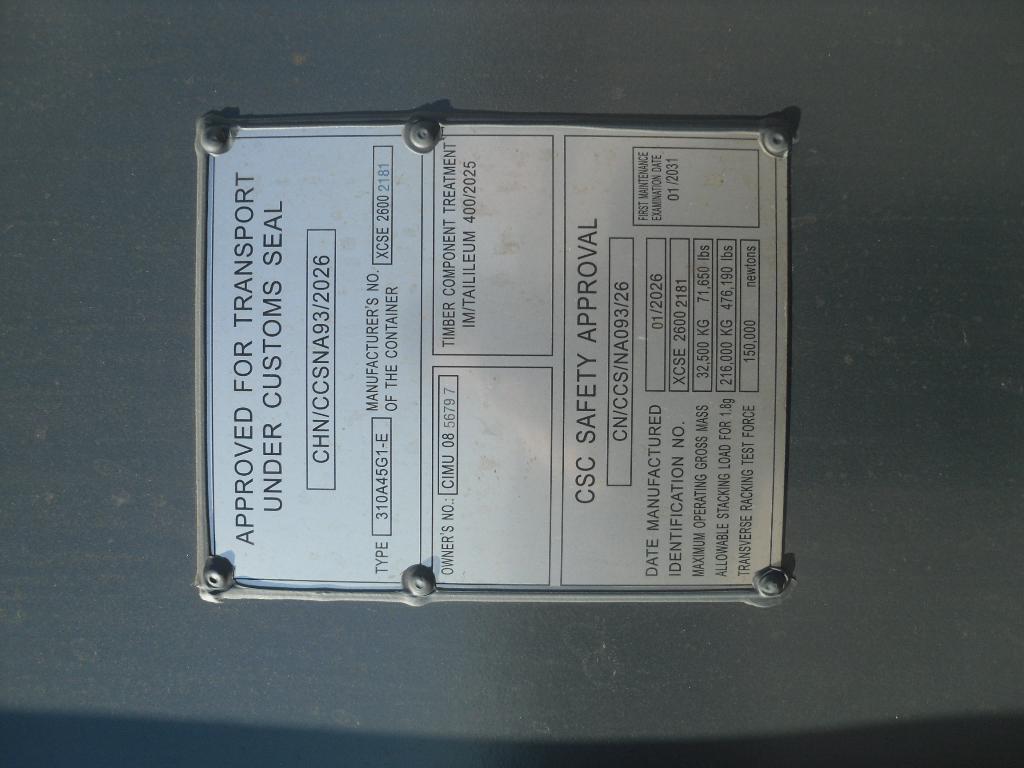 APPROVED FOR TRANSPORT
UNDER CUSTOMS SEAL
CHN/CCSNA93/2026
TYPE 310A45G1-E MANUFACTURER'S NO. XCSE 2600 2181
OF THE CONTAINER
OWNER'S NO.: CIMU 08 5679 7
TIMBER COMPONENT TREATMENT
IM/TAILILEUM 400/2025
CSC SAFETY APPROVAL
CN/CCS/NA093/26
DATE MANUFACTURED 01/2026
IDENTIFICATION NO. XCSE 2600 2181
MAXIMUM OPERATING GROSS MASS 32,500 KG 71,650 lbs
ALLOWABLE STACKING LOAD FOR 1.8g 216,000 KG 476,190 lbs
TRANSVERSE RACKING TEST FORCE 150,000 newtons
FIRST MAINTENANCE
EXAMINATION DATE
01/2031